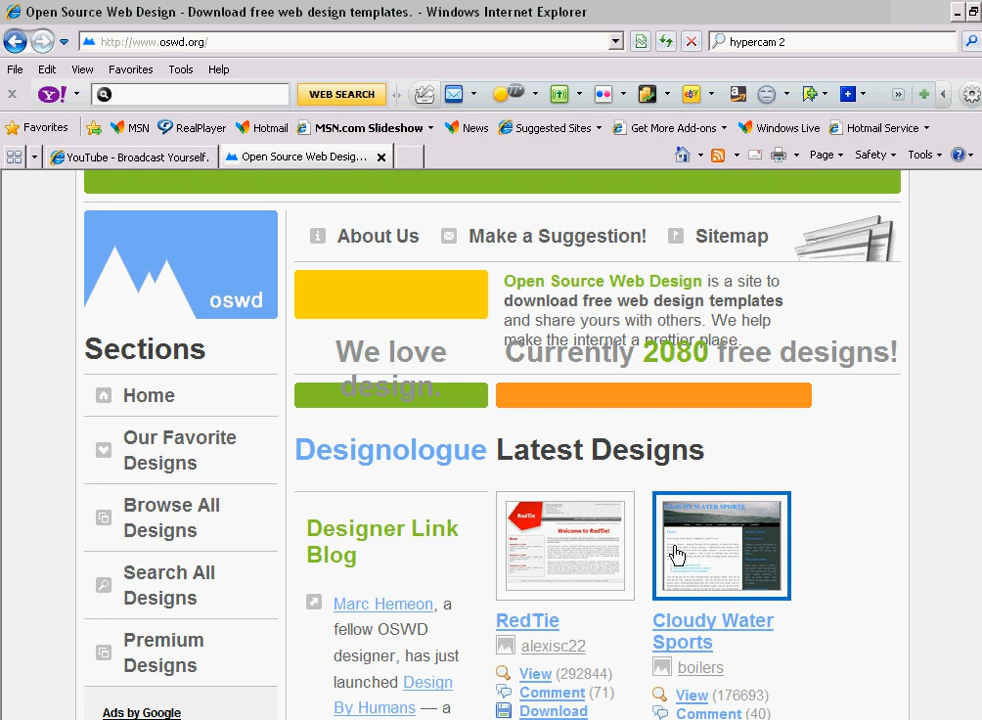 Open Source Web Design - Download free web design templates. - Windows Internet Explorer
http://www.oswd.org/
hypercam 2
File Edit View Favorites Tools Help
Y! WEB SEARCH
Favorites MSN RealPlayer Hotmail MSN.com Slideshow News Suggested Sites Get More Add-ons Windows Live Hotmail Service
YouTube - Broadcast Yourself. Open Source Web Desig... Page Safety Tools
About Us Make a Suggestion! Sitemap
oswd
Open Source Web Design is a site to
download free web design templates
and share yours with others. We help
make the internet a prettier place.
We love
design.
Currently 2080 free designs!
Sections
Home
Our Favorite
Designs
Browse All
Designs
Search All
Designs
Premium
Designs
Ads by Google
Designologue
Designer Link
Blog
Marc Hemeon, a
fellow OSWD
designer, has just
launched Design
By Humans — a
Latest Designs
RedTie
Welcome to RedTie!
RedTie
alexisc22
View (292844)
Comment (71)
Download
CLOUDY WATER SPORTS
Cloudy Water
Sports
boilers
View (176693)
Comment (40)